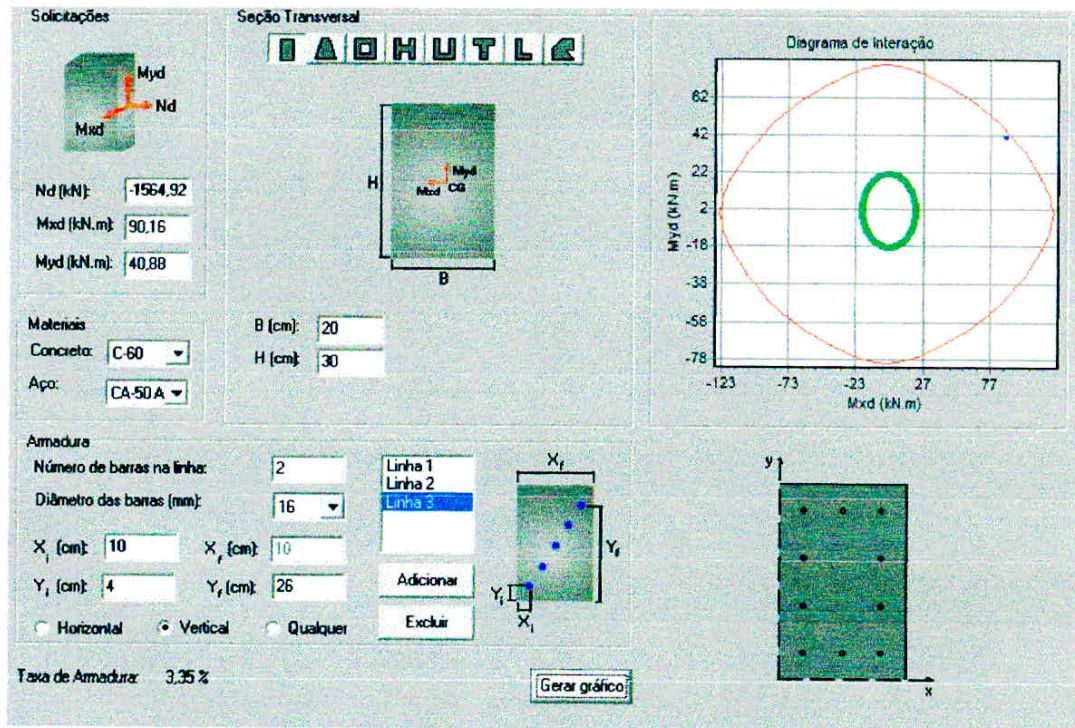 Solicitações
Myd
Nd
Mxd
Nd (kN): -1564,92
Mxd (kN.m): 90,16
Myd (kN.m): 40,88
Materiais
Concreto: C-60
Aço: CA-50 A
Seção Transversal
H
Myd
Mxd CG
B
B (cm): 20
H (cm): 30
Diagrama de Interação
Myd (kN.m)
62
42
22
2
-18
-38
-58
-78
-123 -73 -23 27 77
Mxd (kN.m)
Armadura
Número de barras na linha: 2
Diâmetro das barras (mm): 16
Xi (cm): 10 Xf (cm): 10
Yi (cm): 4 Yf (cm): 26
Horizontal Vertical Qualquer
Linha 1
Linha 2
Linha 3
Adicionar
Excluir
Xf
Yf
Yi
Xi
y
x
Taxa de Armadura: 3,35 %
Gerar gráfico